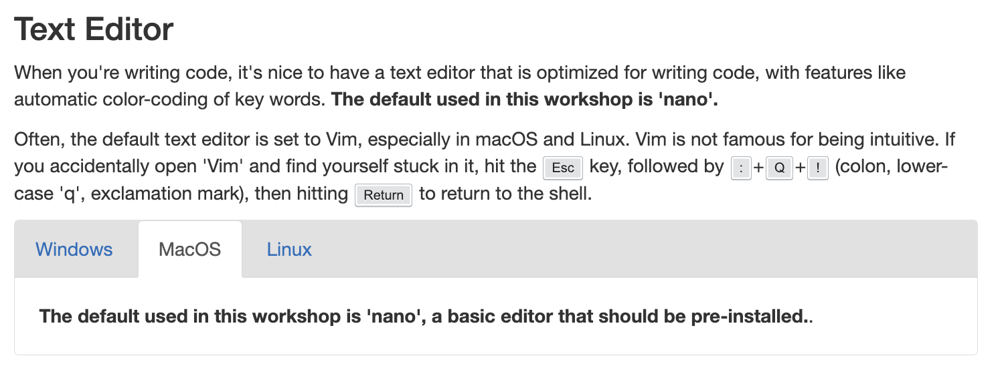 Text Editor
When you're writing code, it's nice to have a text editor that is optimized for writing code, with features like
automatic color-coding of key words. The default used in this workshop is 'nano'.
Often, the default text editor is set to Vim, especially in macOS and Linux. Vim is not famous for being intuitive. If
you accidentally open 'Vim' and find yourself stuck in it, hit the Esc key, followed by :+Q+! (colon, lower-
case 'q', exclamation mark), then hitting Return to return to the shell.
Windows MacOS Linux
The default used in this workshop is 'nano', a basic editor that should be pre-installed..